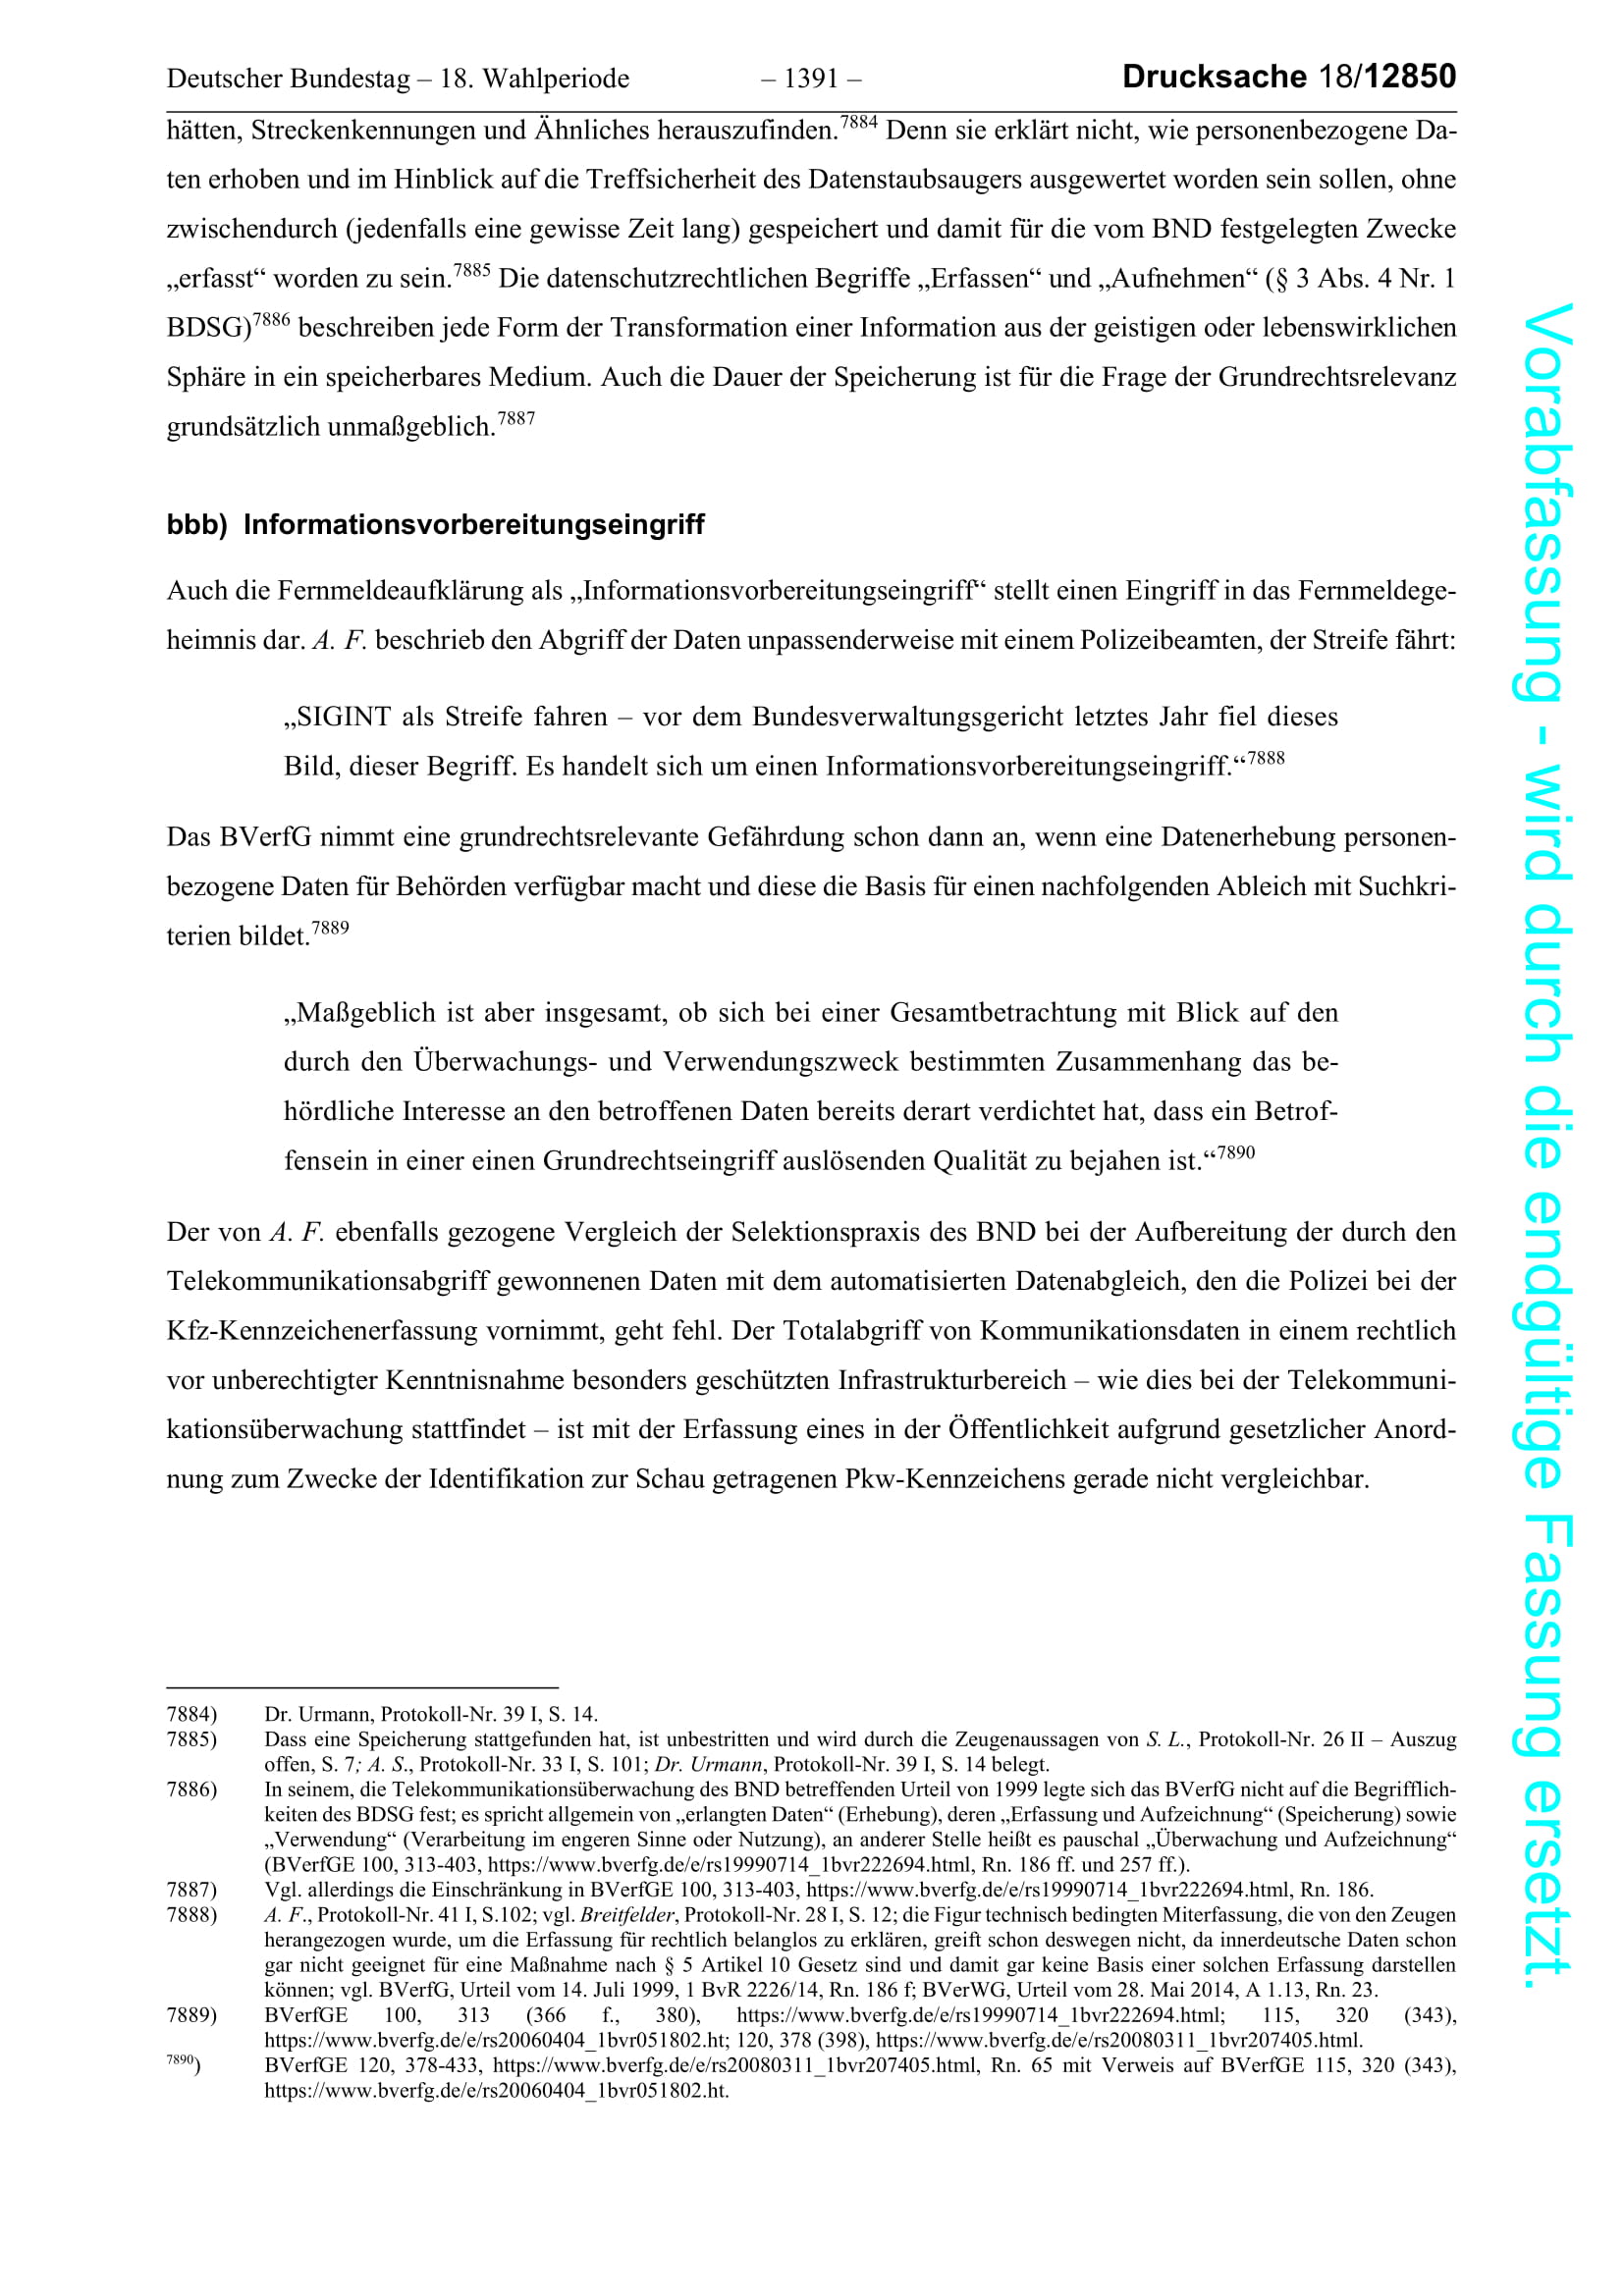 Deutscher Bundestag – 18. Wahlperiode – 1391 – Drucksache 18/12850
hätten, Streckenkennungen und Ähnliches herauszufinden.7884 Denn sie erklärt nicht, wie personenbezogene Da-
ten erhoben und im Hinblick auf die Treffsicherheit des Datenstaubsaugers ausgewertet worden sein sollen, ohne
zwischendurch (jedenfalls eine gewisse Zeit lang) gespeichert und damit für die vom BND festgelegten Zwecke
„erfasst“ worden zu sein.7885 Die datenschutzrechtlichen Begriffe „Erfassen“ und „Aufnehmen“ (§ 3 Abs. 4 Nr. 1
BDSG)7886 beschreiben jede Form der Transformation einer Information aus der geistigen oder lebenswirklichen
Sphäre in ein speicherbares Medium. Auch die Dauer der Speicherung ist für die Frage der Grundrechtsrelevanz
grundsätzlich unmaßgeblich.7887
bbb) Informationsvorbereitungseingriff
Auch die Fernmeldeaufklärung als „Informationsvorbereitungseingriff“ stellt einen Eingriff in das Fernmeldege-
heimnis dar. A. F. beschrieb den Abgriff der Daten unpassenderweise mit einem Polizeibeamten, der Streife fährt:
„SIGINT als Streife fahren – vor dem Bundesverwaltungsgericht letztes Jahr fiel dieses
Bild, dieser Begriff. Es handelt sich um einen Informationsvorbereitungseingriff.“7888
Das BVerfG nimmt eine grundrechtsrelevante Gefährdung schon dann an, wenn eine Datenerhebung personen-
bezogene Daten für Behörden verfügbar macht und diese die Basis für einen nachfolgenden Ableich mit Suchkri-
terien bildet.7889
„Maßgeblich ist aber insgesamt, ob sich bei einer Gesamtbetrachtung mit Blick auf den
durch den Überwachungs- und Verwendungszweck bestimmten Zusammenhang das be-
hördliche Interesse an den betroffenen Daten bereits derart verdichtet hat, dass ein Betrof-
fensein in einer einen Grundrechtseingriff auslösenden Qualität zu bejahen ist.“7890
Der von A. F. ebenfalls gezogene Vergleich der Selektionspraxis des BND bei der Aufbereitung der durch den
Telekommunikationsabgriff gewonnenen Daten mit dem automatisierten Datenabgleich, den die Polizei bei der
Kfz-Kennzeichenerfassung vornimmt, geht fehl. Der Totalabgriff von Kommunikationsdaten in einem rechtlich
vor unberechtigter Kenntnisnahme besonders geschützten Infrastrukturbereich – wie dies bei der Telekommuni-
kationsüberwachung stattfindet – ist mit der Erfassung eines in der Öffentlichkeit aufgrund gesetzlicher Anord-
nung zum Zwecke der Identifikation zur Schau getragenen Pkw-Kennzeichens gerade nicht vergleichbar.
7884) Dr. Urmann, Protokoll-Nr. 39 I, S. 14.
7885) Dass eine Speicherung stattgefunden hat, ist unbestritten und wird durch die Zeugenaussagen von S. L., Protokoll-Nr. 26 II – Auszug
offen, S. 7; A. S., Protokoll-Nr. 33 I, S. 101; Dr. Urmann, Protokoll-Nr. 39 I, S. 14 belegt.
7886) In seinem, die Telekommunikationsüberwachung des BND betreffenden Urteil von 1999 legte sich das BVerfG nicht auf die Begrifflich-
keiten des BDSG fest; es spricht allgemein von „erlangten Daten“ (Erhebung), deren „Erfassung und Aufzeichnung“ (Speicherung) sowie
„Verwendung“ (Verarbeitung im engeren Sinne oder Nutzung), an anderer Stelle heißt es pauschal „Überwachung und Aufzeichnung“
(BVerfGE 100, 313-403, https://www.bverfg.de/e/rs19990714_1bvr222694.html, Rn. 186 ff. und 257 ff.).
7887) Vgl. allerdings die Einschränkung in BVerfGE 100, 313-403, https://www.bverfg.de/e/rs19990714_1bvr222694.html, Rn. 186.
7888) A. F., Protokoll-Nr. 41 I, S.102; vgl. Breitfelder, Protokoll-Nr. 28 I, S. 12; die Figur technisch bedingten Miterfassung, die von den Zeugen
herangezogen wurde, um die Erfassung für rechtlich belanglos zu erklären, greift schon deswegen nicht, da innerdeutsche Daten schon
gar nicht geeignet für eine Maßnahme nach § 5 Artikel 10 Gesetz sind und damit gar keine Basis einer solchen Erfassung darstellen
können; vgl. BVerfG, Urteil vom 14. Juli 1999, 1 BvR 2226/14, Rn. 186 f; BVerWG, Urteil vom 28. Mai 2014, A 1.13, Rn. 23.
7889) BVerfGE 100, 313 (366 f., 380), https://www.bverfg.de/e/rs19990714_1bvr222694.html; 115, 320 (343),
https://www.bverfg.de/e/rs20060404_1bvr051802.ht; 120, 378 (398), https://www.bverfg.de/e/rs20080311_1bvr207405.html.
7890) BVerfGE 120, 378-433, https://www.bverfg.de/e/rs20080311_1bvr207405.html, Rn. 65 mit Verweis auf BVerfGE 115, 320 (343),
https://www.bverfg.de/e/rs20060404_1bvr051802.ht.
Vorabfassung - wird durch die endgültige Fassung ersetzt.